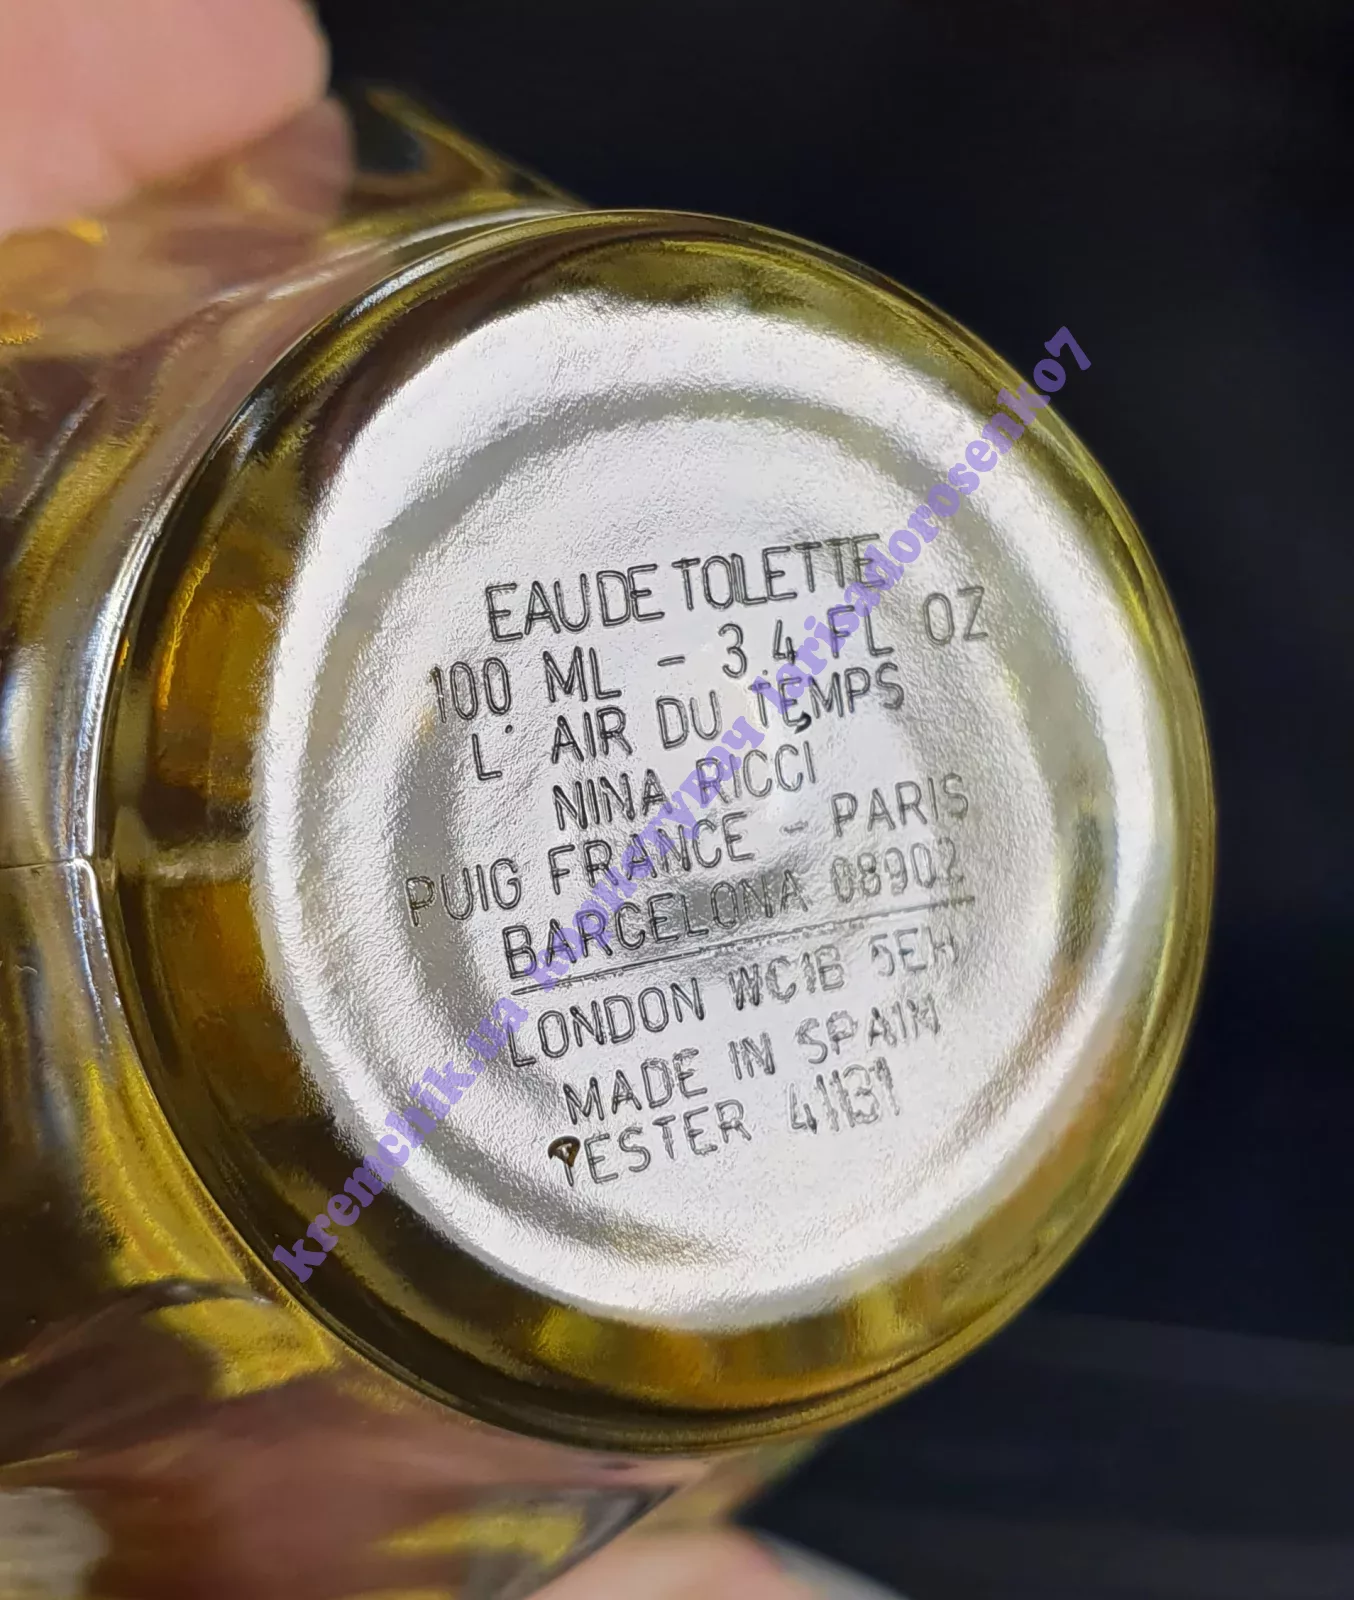 EAU DE TOILETTE
100 ML - 3.4 FL OZ
L' AIR DU TEMPS
NINA RICCI
PUIG FRANCE - PARIS
BARCELONA 08902
LONDON WC1B 5EH
MADE IN SPAIN
TESTER 41131